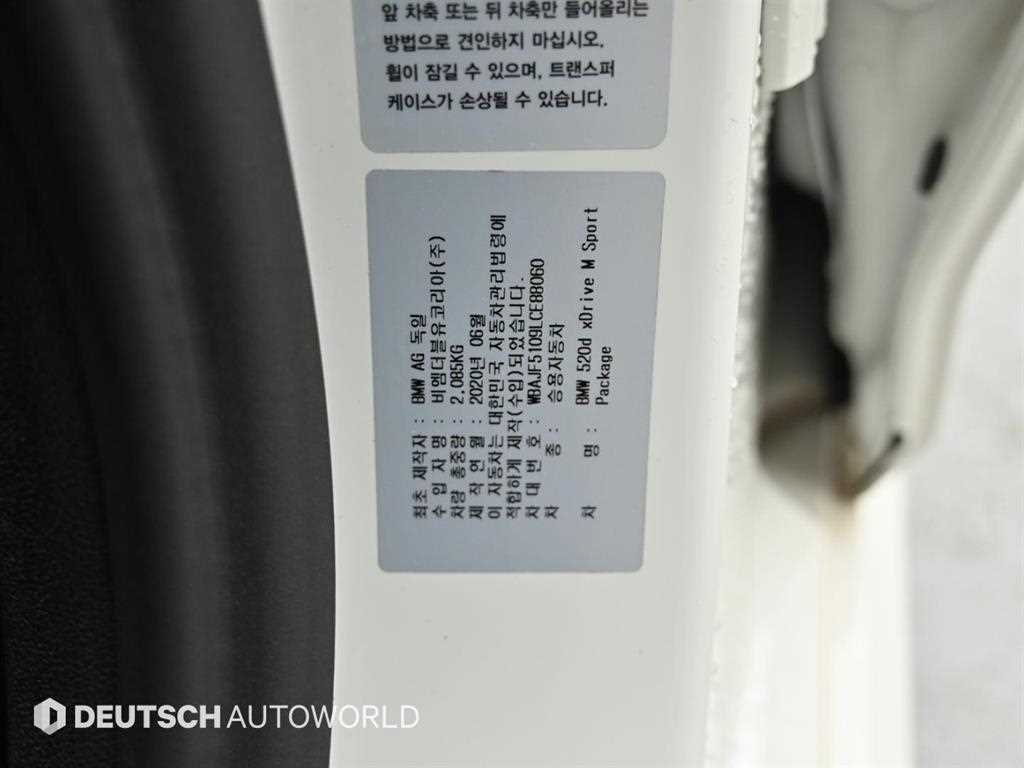 앞 차축 또는 뒤 차축만 들어올리는
방법으로 견인하지 마십시오.
휠이 잠길 수 있으며, 트랜스퍼
케이스가 손상될 수 있습니다.
최초 제작자 : BMW AG 독일
수 입 자 명 : 비엠더블유코리아(주)
차량 총중량 : 2,085KG
제 작 연 월 : 2020년 06월
이 자동차는 대한민국 자동차관리법령에
적합하게 제작(수입)되었습니다.
차 대 번 호 : WBAJF5109LCE88060
차 종 : 승용자동차
차 명 : BMW 520d xDrive M Sport
Package
DEUTSCH AUTOWORLD